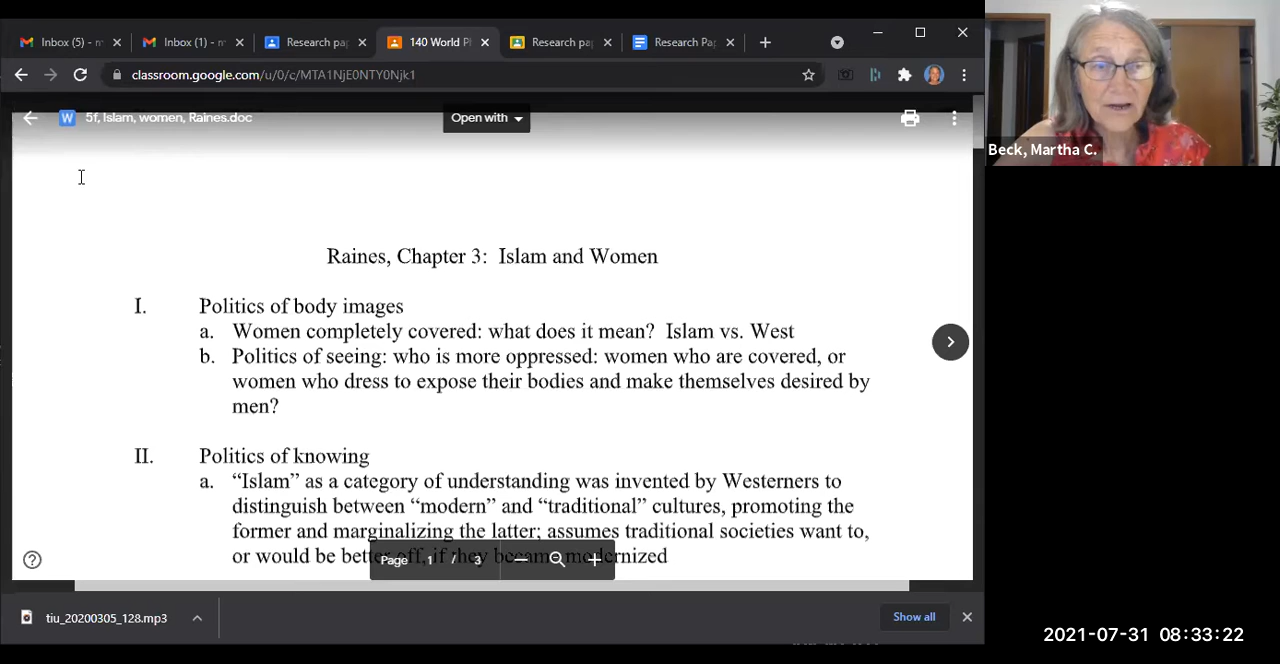 Inbox (5) - m
Inbox (1) - m
Research pap
140 World Ph
Research pap
Research Pap
classroom.google.com/u/0/c/MTA1NjE0NTY0Njk1
5f, Islam, women, Raines.doc
Open with
Beck, Martha C.
Raines, Chapter 3: Islam and Women
I. Politics of body images
a. Women completely covered: what does it mean? Islam vs. West
b. Politics of seeing: who is more oppressed: women who are covered, or
women who dress to expose their bodies and make themselves desired by
men?
II. Politics of knowing
a. “Islam” as a category of understanding was invented by Westerners to
distinguish between “modern” and “traditional” cultures, promoting the
former and marginalizing the latter; assumes traditional societies want to,
or would be better off, if they became modernized
Page 1 / 3
tiu_20200305_128.mp3
Show all
2021-07-31 08:33:22